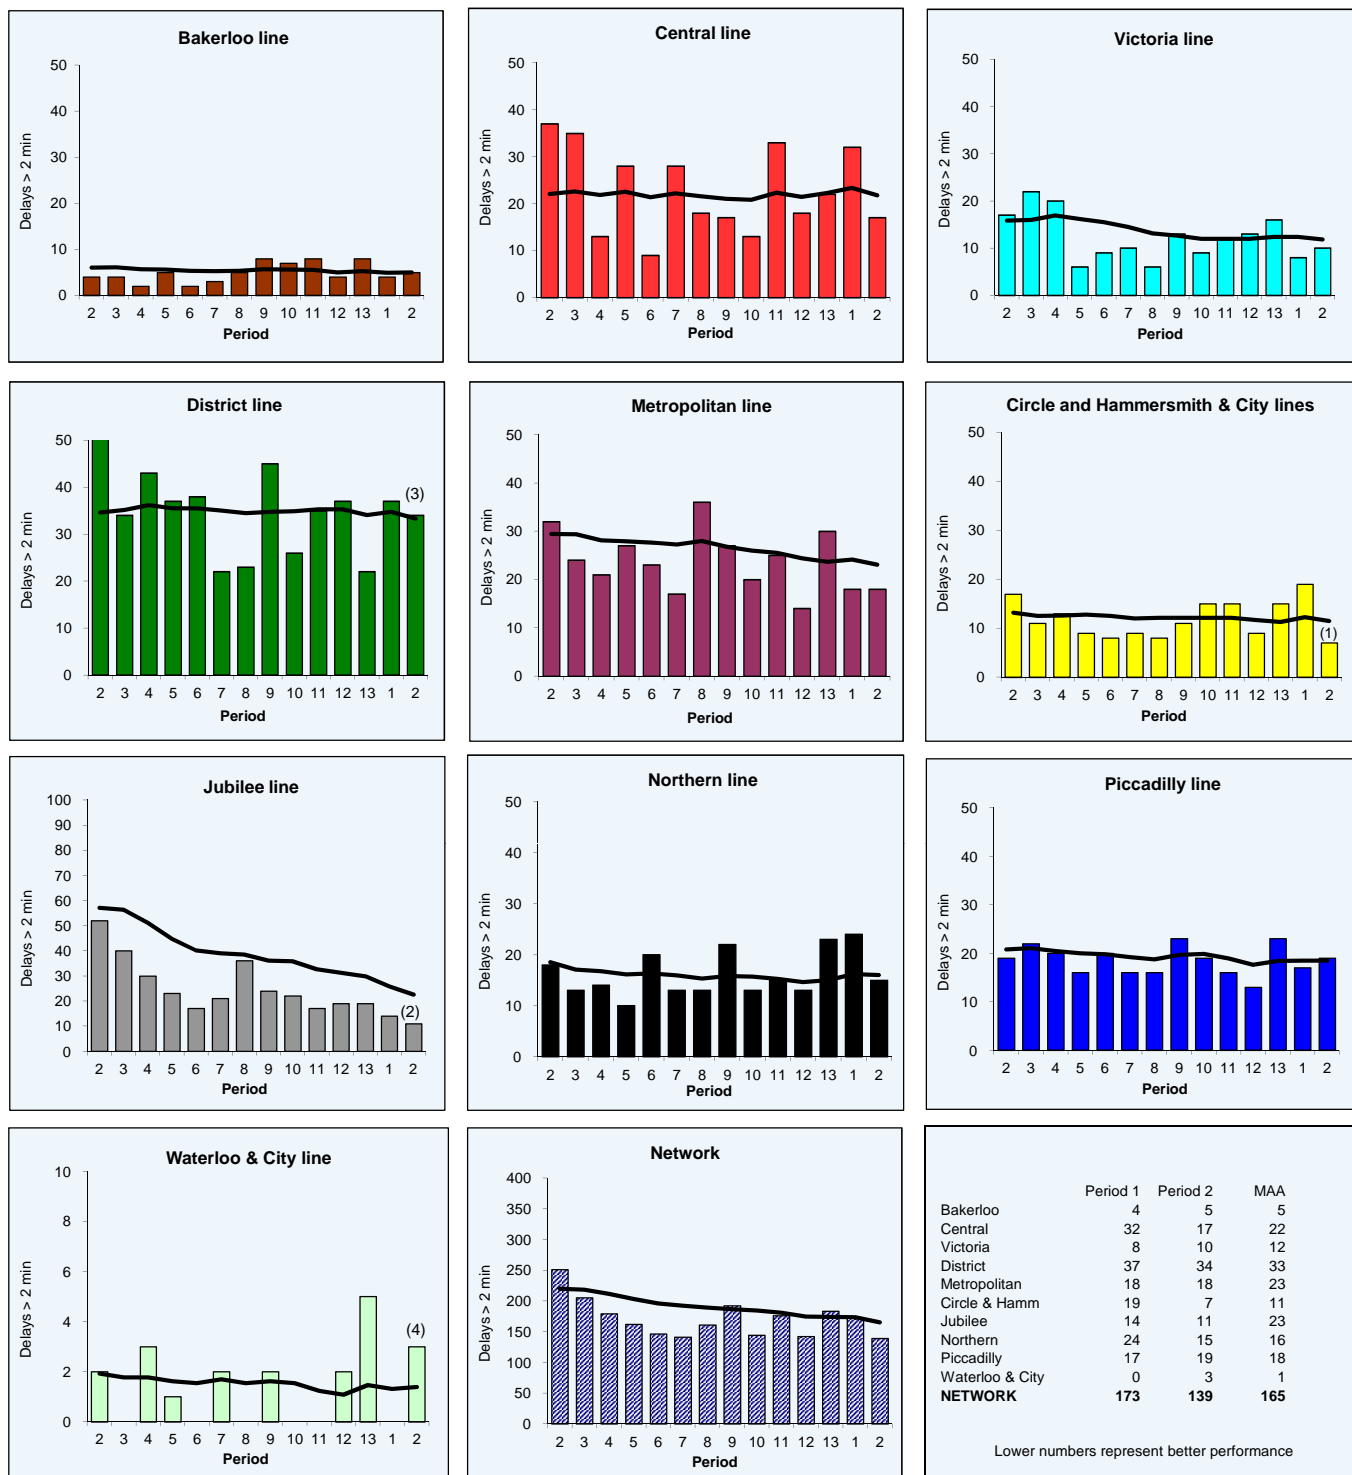 Bakerloo line
Delays > 2 min
50
40
30
20
10
0
2 3 4 5 6 7 8 9 10 11 12 13 1 2
Period
Central line
Delays > 2 min
50
40
30
20
10
0
2 3 4 5 6 7 8 9 10 11 12 13 1 2
Period
Victoria line
Delays > 2 min
50
40
30
20
10
0
2 3 4 5 6 7 8 9 10 11 12 13 1 2
Period
District line
Delays > 2 min
50
40
30
20
10
0
(3)
2 3 4 5 6 7 8 9 10 11 12 13 1 2
Period
Metropolitan line
Delays > 2 min
50
40
30
20
10
0
2 3 4 5 6 7 8 9 10 11 12 13 1 2
Period
Circle and Hammersmith & City lines
Delays > 2 min
50
40
30
20
10
0
(1)
2 3 4 5 6 7 8 9 10 11 12 13 1 2
Period
Jubilee line
Delays > 2 min
100
90
80
70
60
50
40
30
20
10
0
(2)
2 3 4 5 6 7 8 9 10 11 12 13 1 2
Period
Northern line
Delays > 2 min
50
40
30
20
10
0
2 3 4 5 6 7 8 9 10 11 12 13 1 2
Period
Piccadilly line
Delays > 2 min
50
40
30
20
10
0
2 3 4 5 6 7 8 9 10 11 12 13 1 2
Period
Waterloo & City line
Delays > 2 min
10
8
6
4
2
0
(4)
2 3 4 5 6 7 8 9 10 11 12 13 1 2
Period
Network
Delays > 2 min
400
350
300
250
200
150
100
50
0
2 3 4 5 6 7 8 9 10 11 12 13 1 2
Period
Period 1 Period 2 MAA
Bakerloo 4 5 5
Central 32 17 22
Victoria 8 10 12
District 37 34 33
Metropolitan 18 18 23
Circle & Hamm 19 7 11
Jubilee 14 11 23
Northern 24 15 16
Piccadilly 17 19 18
Waterloo & City 0 3 1
NETWORK 173 139 165
Lower numbers represent better performance